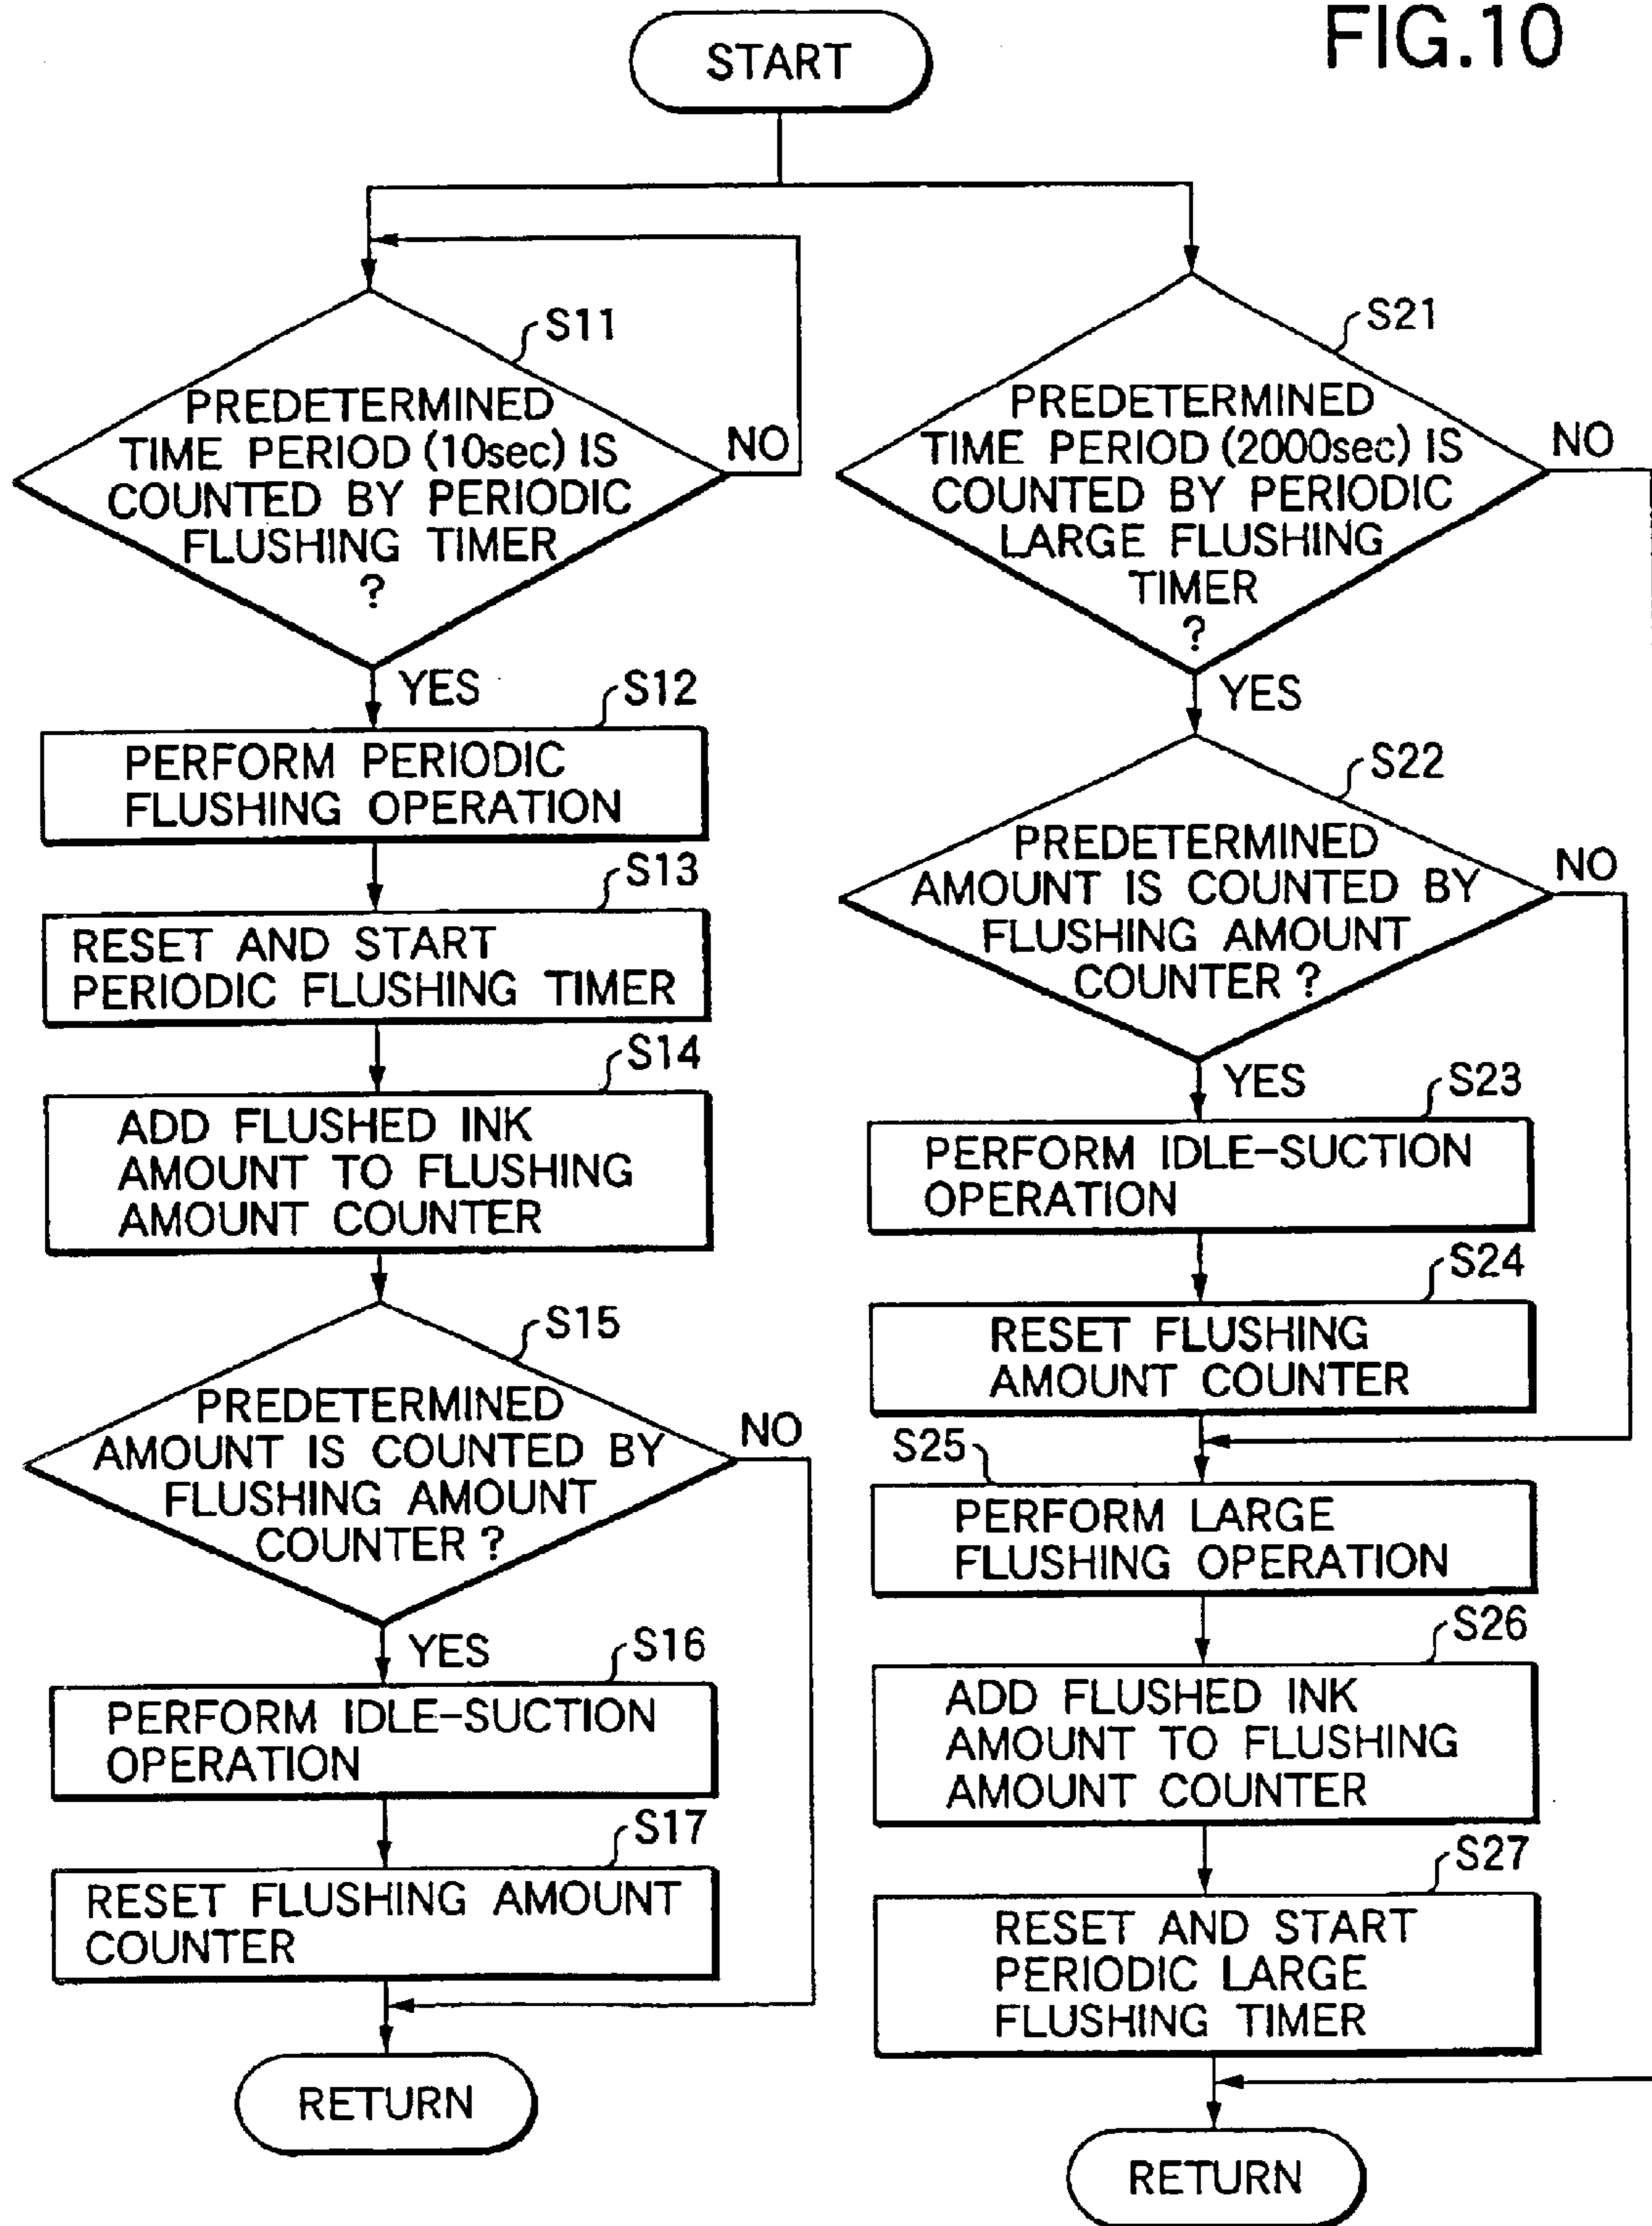 FIG.10
START
S11
PREDETERMINED
TIME PERIOD (10sec) IS
COUNTED BY PERIODIC
FLUSHING TIMER
?
NO
YES
S12
PERFORM PERIODIC
FLUSHING OPERATION
S13
RESET AND START
PERIODIC FLUSHING TIMER
S14
ADD FLUSHED INK
AMOUNT TO FLUSHING
AMOUNT COUNTER
S15
PREDETERMINED
AMOUNT IS COUNTED BY
FLUSHING AMOUNT
COUNTER ?
NO
YES
S16
PERFORM IDLE-SUCTION
OPERATION
S17
RESET FLUSHING AMOUNT
COUNTER
RETURN
S21
PREDETERMINED
TIME PERIOD (2000sec) IS
COUNTED BY PERIODIC
LARGE FLUSHING
TIMER
?
NO
YES
S22
PREDETERMINED
AMOUNT IS COUNTED BY
FLUSHING AMOUNT
COUNTER ?
NO
YES
S23
PERFORM IDLE-SUCTION
OPERATION
S24
RESET FLUSHING
AMOUNT COUNTER
S25
PERFORM LARGE
FLUSHING OPERATION
S26
ADD FLUSHED INK
AMOUNT TO FLUSHING
AMOUNT COUNTER
S27
RESET AND START
PERIODIC LARGE
FLUSHING TIMER
RETURN